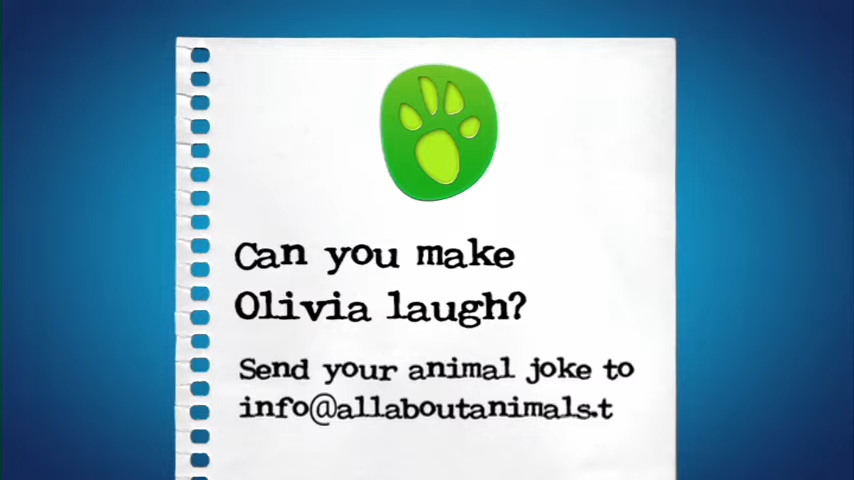 Can you make
Olivia laugh?
Send your animal joke to
info@allaboutanimals.t